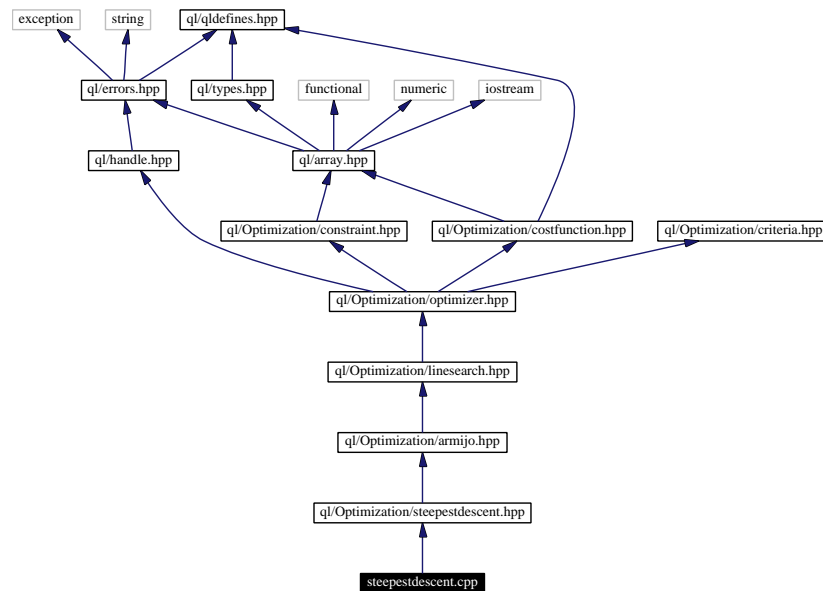 exception
string
ql/qldefines.hpp
ql/errors.hpp
ql/types.hpp
functional
numeric
iostream
ql/handle.hpp
ql/array.hpp
ql/Optimization/constraint.hpp
ql/Optimization/costfunction.hpp
ql/Optimization/criteria.hpp
ql/Optimization/optimizer.hpp
ql/Optimization/linesearch.hpp
ql/Optimization/armijo.hpp
ql/Optimization/steepestdescent.hpp
steepestdescent.cpp